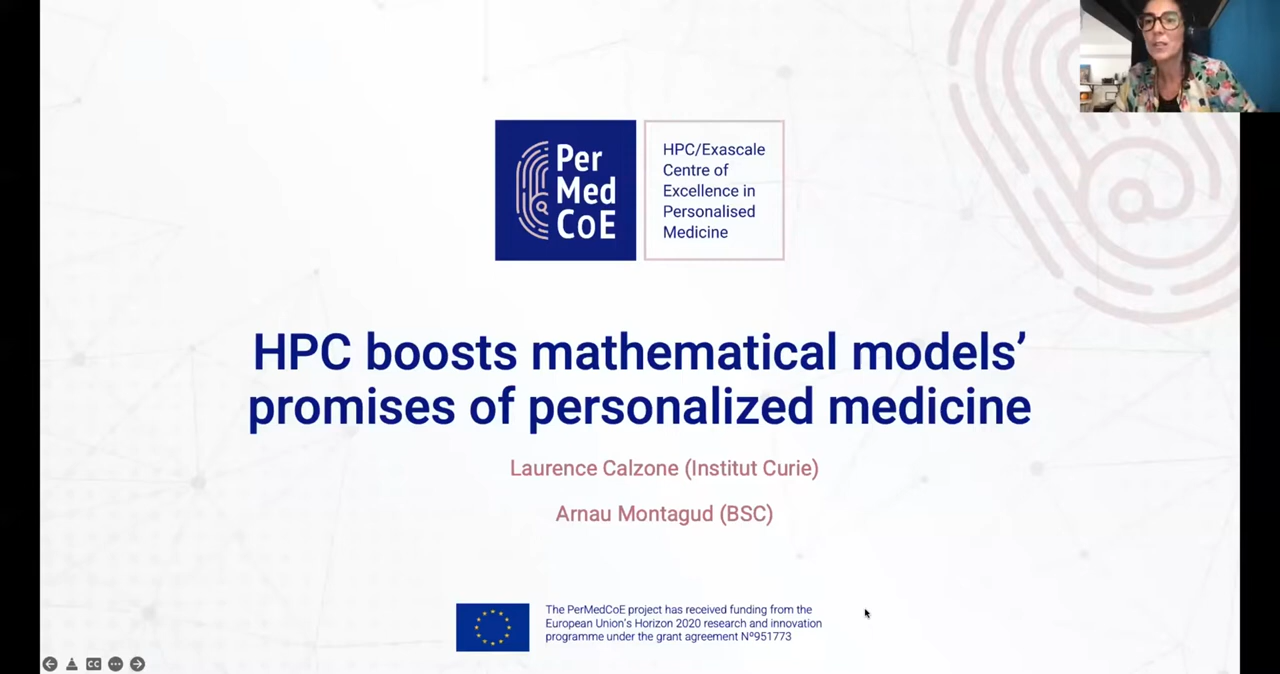 Per
Med
CoE
HPC/Exascale
Centre of
Excellence in
Personalised
Medicine
HPC boosts mathematical models’
promises of personalized medicine
Laurence Calzone (Institut Curie)
Arnau Montagud (BSC)
The PerMedCoE project has received funding from the
European Union’s Horizon 2020 research and innovation
programme under the grant agreement Nº951773
CC